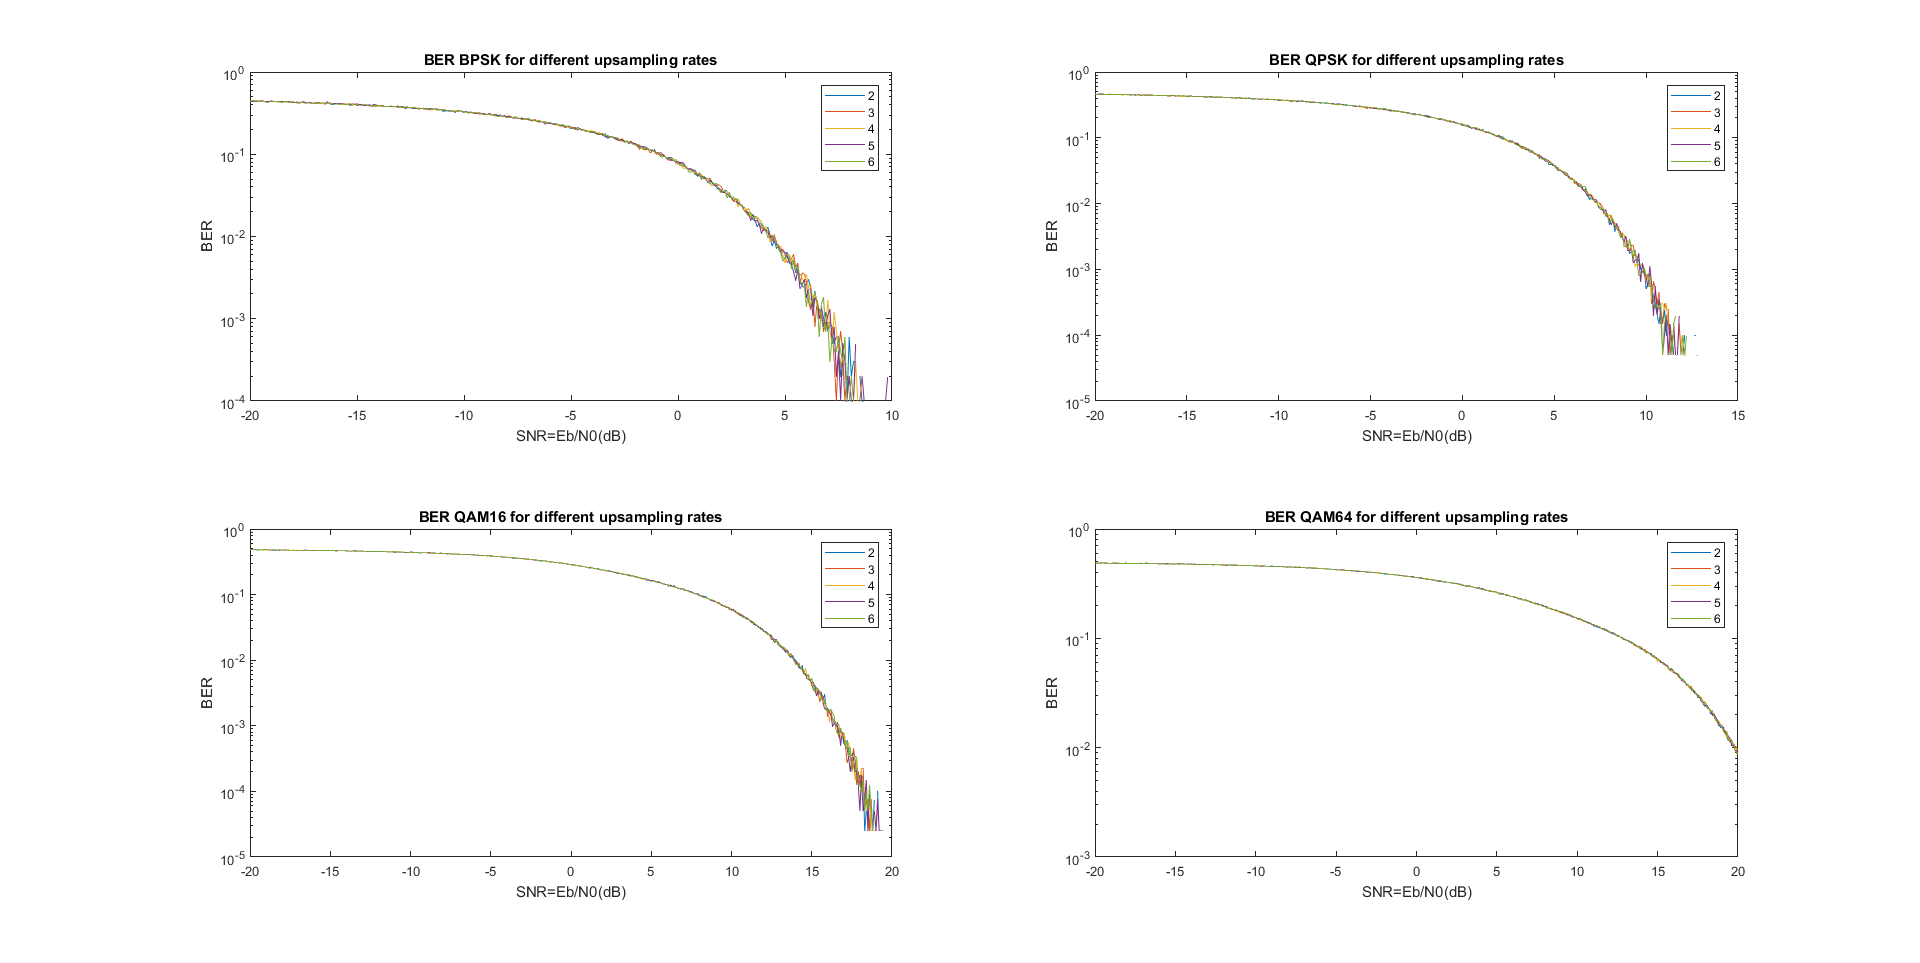 BER BPSK for different upsampling rates
BER
10^0
10^-1
10^-2
10^-3
10^-4
-20 -15 -10 -5 0 5 10
SNR=Eb/N0(dB)
2
3
4
5
6
BER QPSK for different upsampling rates
BER
10^0
10^-1
10^-2
10^-3
10^-4
10^-5
-20 -15 -10 -5 0 5 10 15
SNR=Eb/N0(dB)
2
3
4
5
6
BER QAM16 for different upsampling rates
BER
10^0
10^-1
10^-2
10^-3
10^-4
10^-5
-20 -15 -10 -5 0 5 10 15 20
SNR=Eb/N0(dB)
2
3
4
5
6
BER QAM64 for different upsampling rates
BER
10^0
10^-1
10^-2
10^-3
-20 -15 -10 -5 0 5 10 15 20
SNR=Eb/N0(dB)
2
3
4
5
6